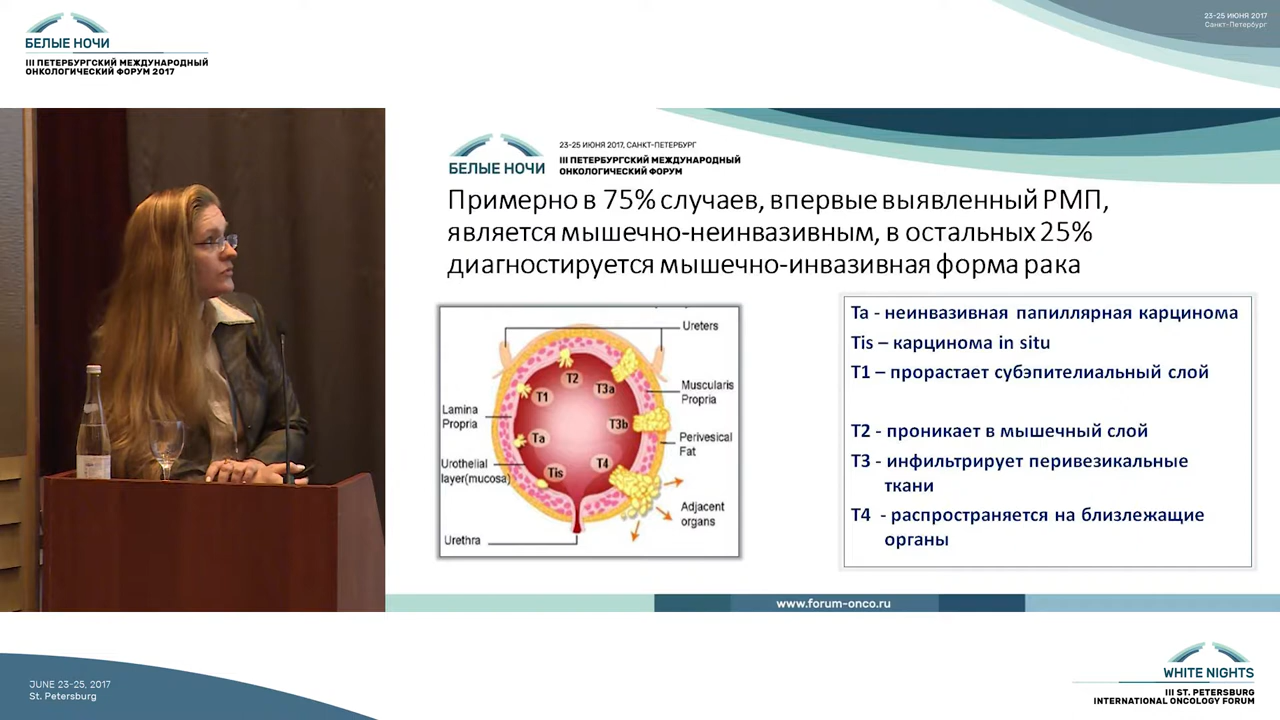 БЕЛЫЕ НОЧИ
III ПЕТЕРБУРГСКИЙ МЕЖДУНАРОДНЫЙ
ОНКОЛОГИЧЕСКИЙ ФОРУМ 2017
23-25 ИЮНЯ 2017
Санкт-Петербург
БЕЛЫЕ НОЧИ
23-25 ИЮНЯ 2017, САНКТ-ПЕТЕРБУРГ
III ПЕТЕРБУРГСКИЙ МЕЖДУНАРОДНЫЙ
ОНКОЛОГИЧЕСКИЙ ФОРУМ
Примерно в 75% случаев, впервые выявленный РМП,
является мышечно-неинвазивным, в остальных 25%
диагностируется мышечно-инвазивная форма рака
Ureters
Muscularis
Propria
Perivesical
Fat
Adjacent
organs
Lamina
Propria
Urothelial
layer(mucosa)
Urethra
T2
T3a
T1
T3b
Ta
T4
Tis
Ta - неинвазивная папиллярная карцинома
Tis – карцинома in situ
T1 – прорастает субэпителиальный слой
T2 - проникает в мышечный слой
T3 - инфильтрирует перивезикальные
ткани
T4 - распространяется на близлежащие
органы
www.forum-onco.ru
JUNE 23-25, 2017
St. Petersburg
WHITE NIGHTS
III ST. PETERSBURG
INTERNATIONAL ONCOLOGY FORUM